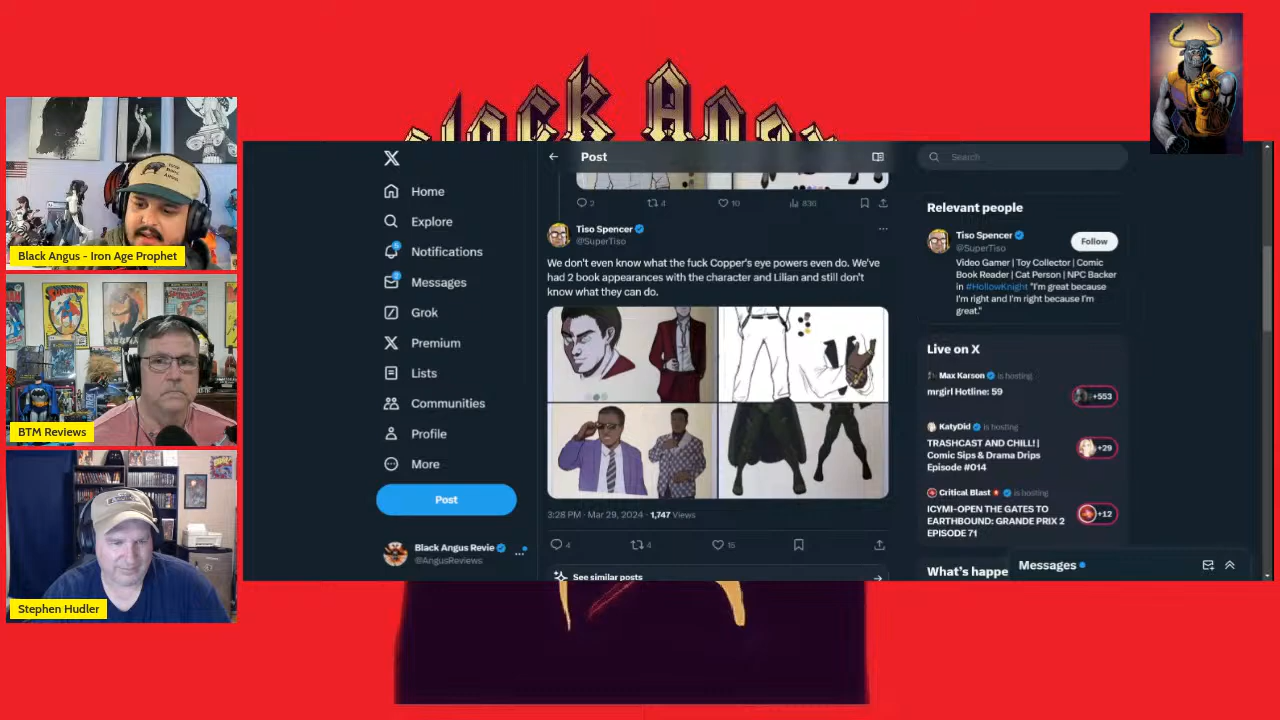 Black Angus
Black Angus - Iron Age Prophet
BTM Reviews
Stephen Hudler
Home
Explore
Notifications
Messages
Grok
Premium
Lists
Communities
Profile
More
Post
Black Angus Revie
@AngusReviews
Post
2
4
10
836
Tiso Spencer
@SuperTiso
We don't even know what the fuck Copper's eye powers even do. We've
had 2 book appearances with the character and Lilian and still don't
know what they can do.
3:28 PM · Mar 29, 2024 · 1,747 Views
4
4
15
See similar posts
Search
Relevant people
Tiso Spencer
@SuperTiso
Follow
Video Gamer | Toy Collector | Comic
Book Reader | Cat Person | NPC Backer
in #HollowKnight "I'm great because
I'm right and I'm right because I'm
great."
Live on X
Max Karson is hosting
mrgirl Hotline: 59
+553
KatyDid is hosting
TRASHCAST AND CHILL! |
Comic Sips & Drama Drips
Episode #014
+29
Critical Blast is hosting
ICYMI-OPEN THE GATES TO
EARTHBOUND: GRANDE PRIX 2
EPISODE 71
+12
What's happe
Messages